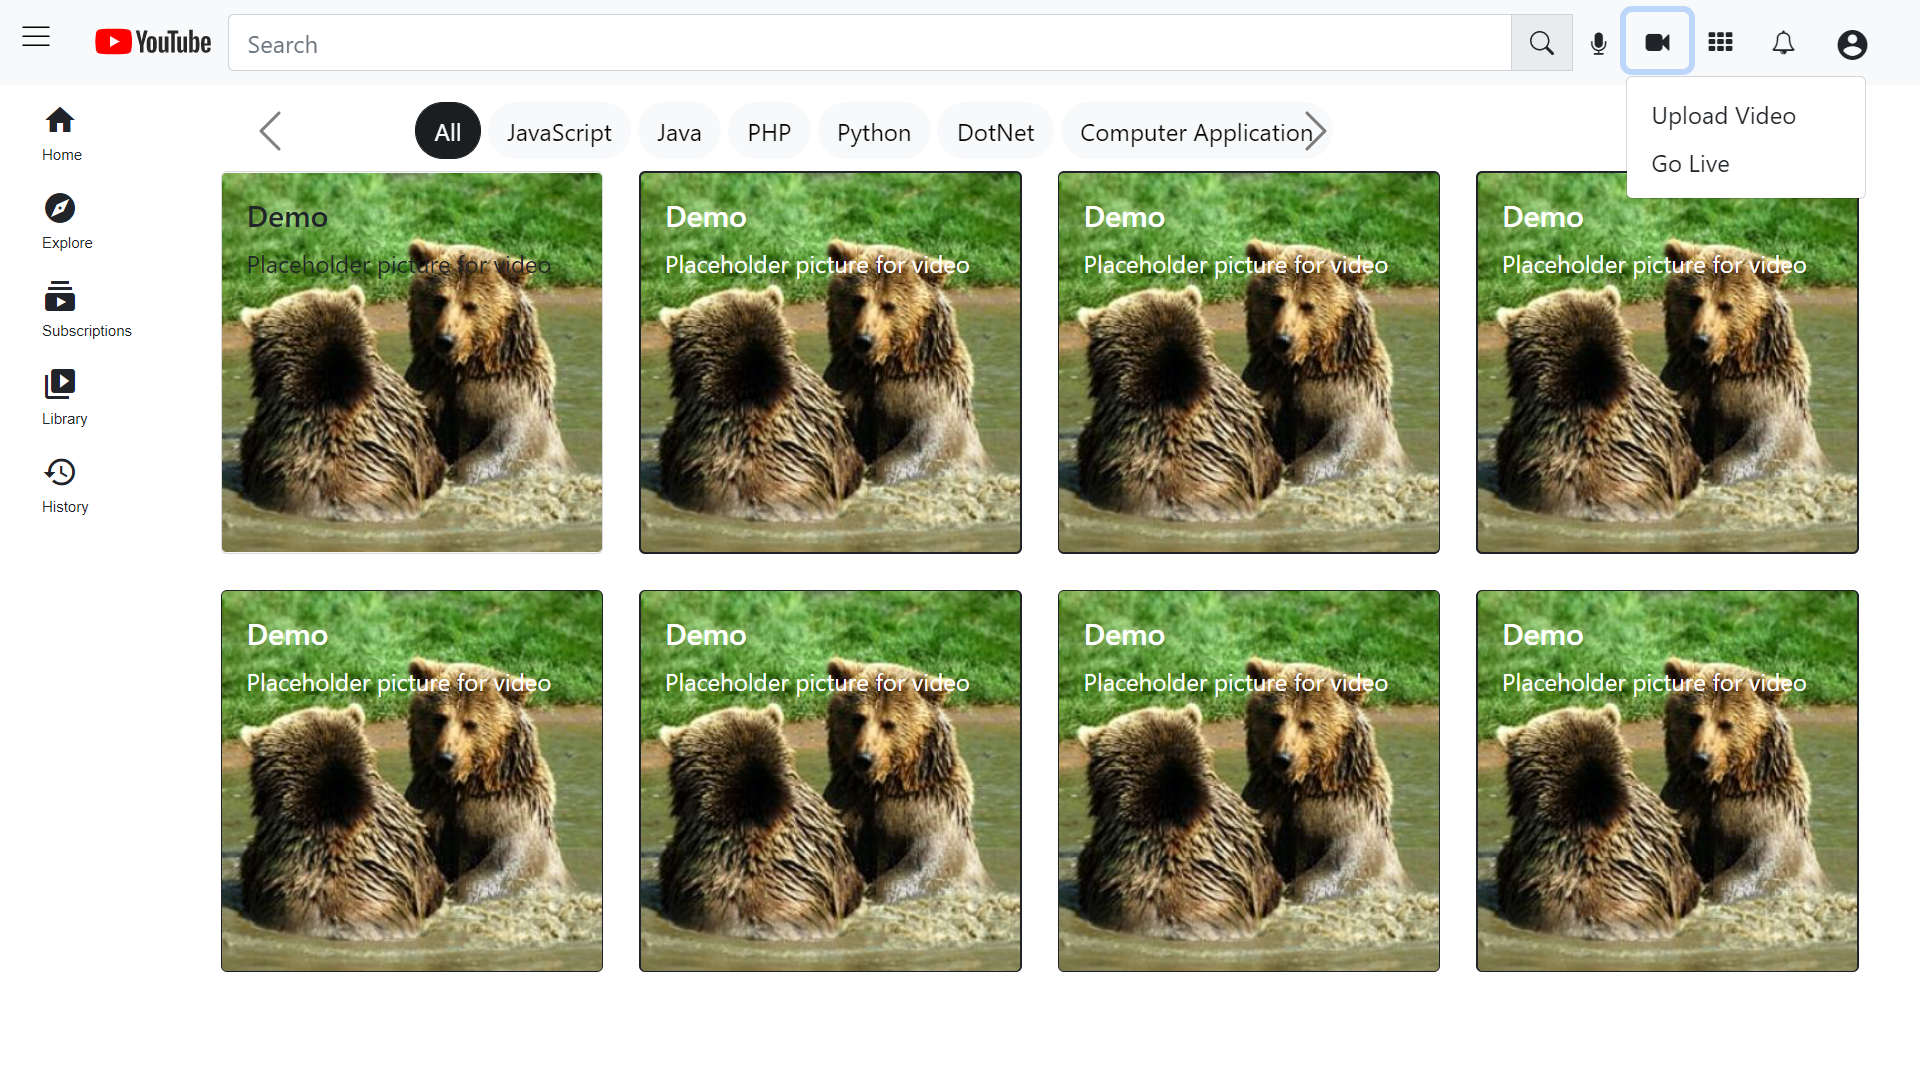 YouTube
Search
Upload Video
Go Live
Home
Explore
Subscriptions
Library
History
All
JavaScript
Java
PHP
Python
DotNet
Computer Application
Demo
Placeholder picture for video
Demo
Placeholder picture for video
Demo
Placeholder picture for video
Demo
Placeholder picture for video
Demo
Placeholder picture for video
Demo
Placeholder picture for video
Demo
Placeholder picture for video
Demo
Placeholder picture for video